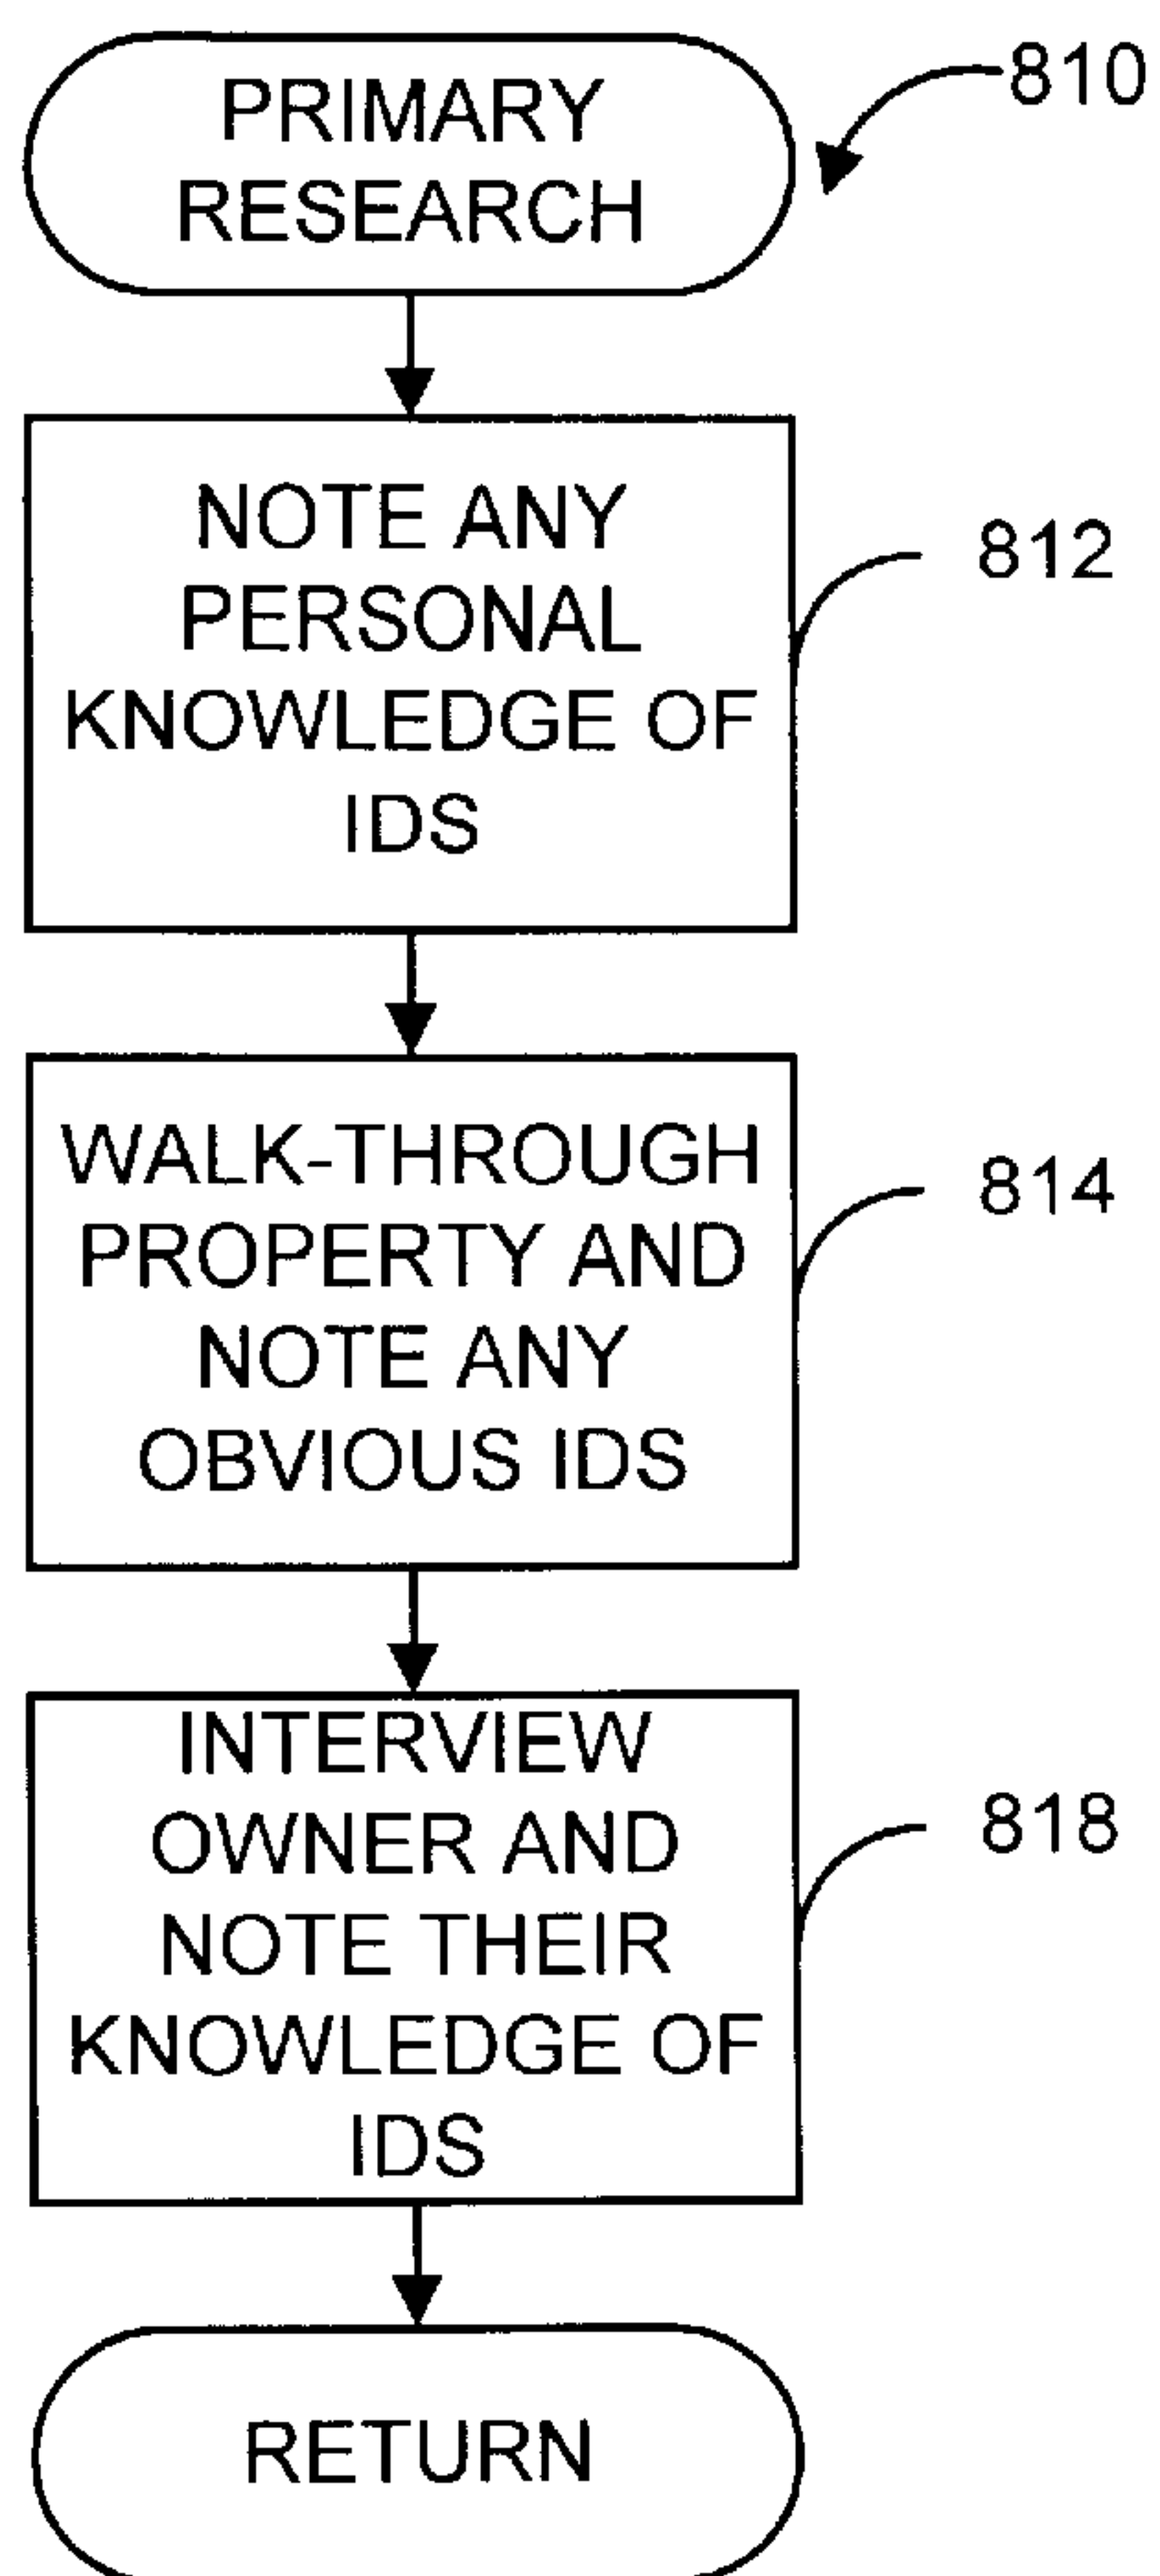 PRIMARY
RESEARCH
810
NOTE ANY
PERSONAL
KNOWLEDGE OF
IDS
812
WALK-THROUGH
PROPERTY AND
NOTE ANY
OBVIOUS IDS
814
INTERVIEW
OWNER AND
NOTE THEIR
KNOWLEDGE OF
IDS
818
RETURN